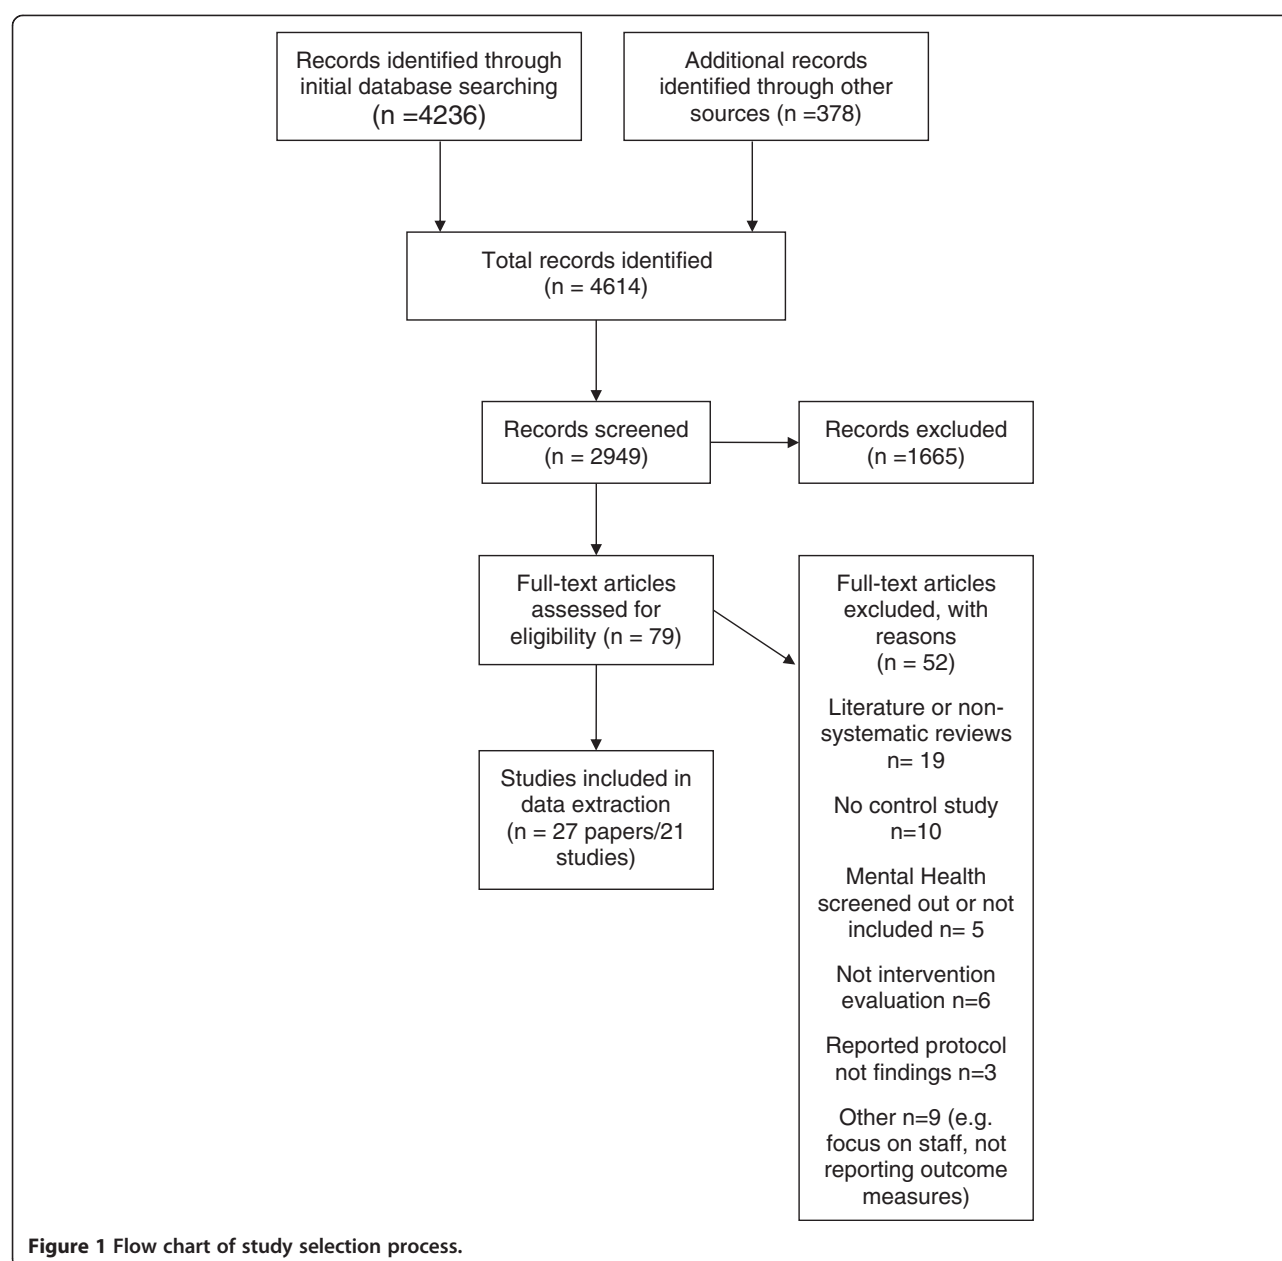 Records identified through
initial database searching
(n =4236)
Additional records
identified through other
sources (n =378)
Total records identified
(n = 4614)
Records screened
(n = 2949)
Records excluded
(n =1665)
Full-text articles
assessed for
eligibility (n = 79)
Full-text articles
excluded, with
reasons
(n = 52)
Literature or non-
systematic reviews
n= 19
No control study
n=10
Mental Health
screened out or not
included n= 5
Not intervention
evaluation n=6
Reported protocol
not findings n=3
Other n=9 (e.g.
focus on staff, not
reporting outcome
measures)
Studies included in
data extraction
(n = 27 papers/21
studies)
Figure 1 Flow chart of study selection process.